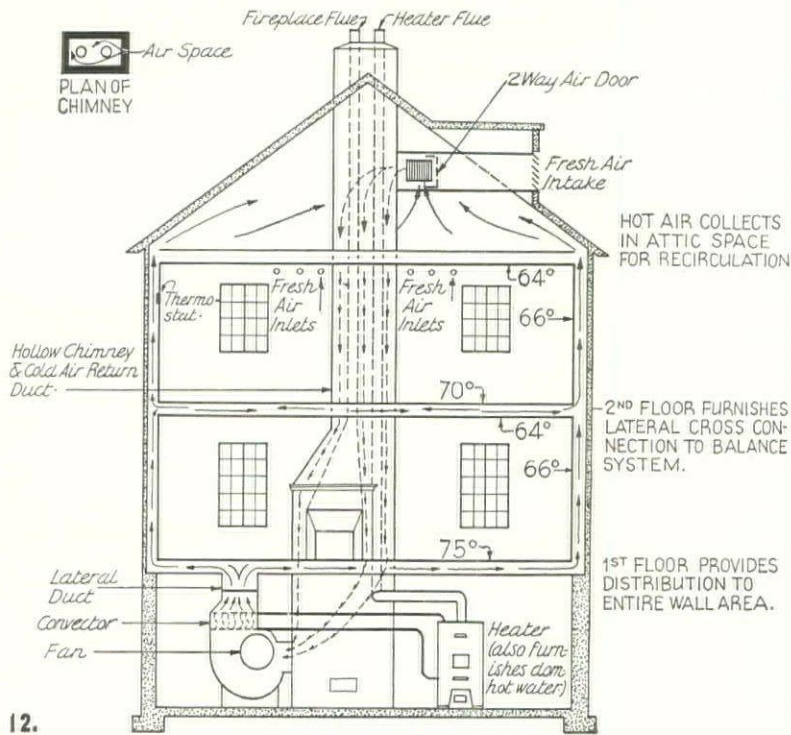 Fireplace Flue
Heater Flue
Air Space
PLAN OF
CHIMNEY
2 Way Air Door
Fresh Air
Intake
HOT AIR COLLECTS
IN ATTIC SPACE
FOR RECIRCULATION
64°
Thermo-
stat.
Fresh
Air
Inlets
Fresh
Air
Inlets
66°
Hollow Chimney
& Cold Air Return
Duct
70°
2ND FLOOR FURNISHES
LATERAL CROSS CON-
NECTION TO BALANCE
SYSTEM.
64°
66°
75°
1ST FLOOR PROVIDES
DISTRIBUTION TO
ENTIRE WALL AREA.
Lateral
Duct
Convector
Fan
Heater
(also furn-
ishes dom.
hot water)
12.